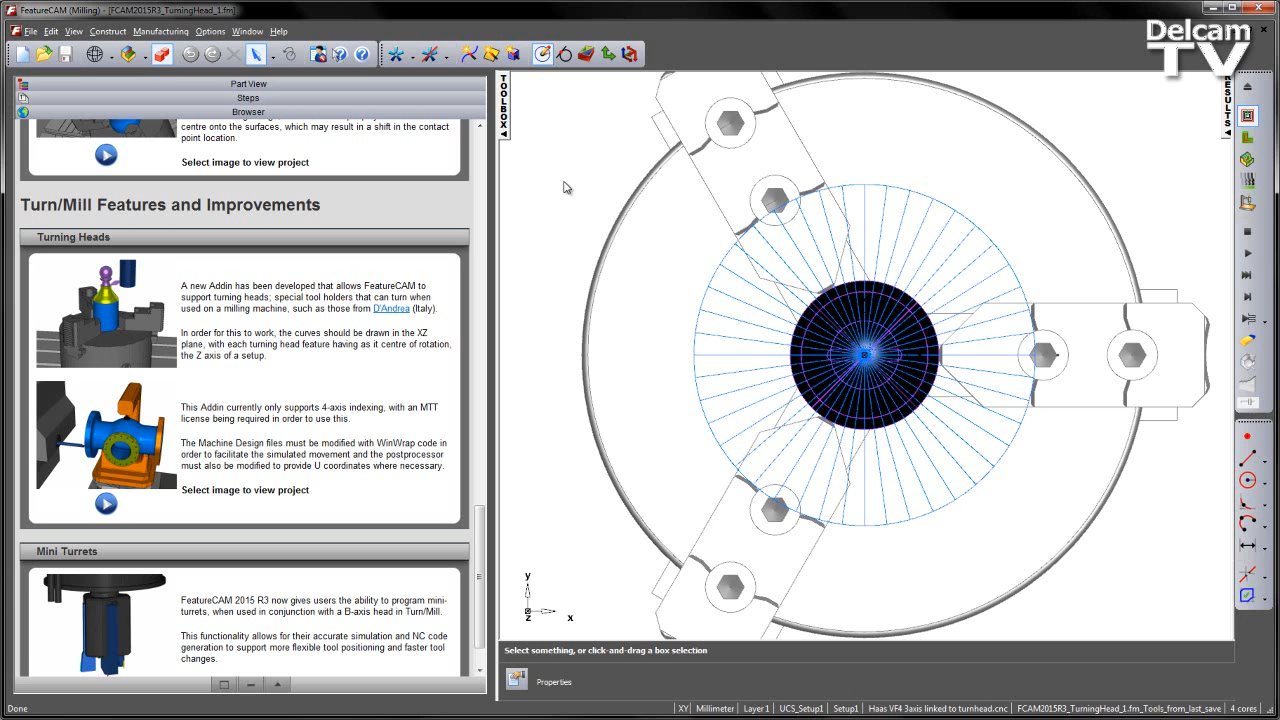 FeatureCAM (Milling) - [FCAM2015R3_TurningHead_1.fm]
File Edit View Construct Manufacturing Options Window Help
Delcam
TV
Part View
Steps
Browser
TOOLBOX
RESULTS
centre onto the surfaces, which may result in a shift in the contact
point location.
Select image to view project
Turn/Mill Features and Improvements
Turning Heads
A new Addin has been developed that allows FeatureCAM to
support turning heads; special tool holders that can turn when
used on a milling machine, such as those from D'Andrea (Italy).
In order for this to work, the curves should be drawn in the XZ
plane, with each turning head feature having as it centre of rotation,
the Z axis of a setup.
This Addin currently only supports 4-axis indexing, with an MTT
license being required in order to use this.
The Machine Design files must be modified with WinWrap code in
order to facilitate the simulated movement and the postprocessor
must also be modified to provide U coordinates where necessary.
Select image to view project
Mini Turrets
FeatureCAM 2015 R3 now gives users the ability to program mini-
turrets, when used in conjunction with a B-axis head in Turn/Mill.
This functionality allows for their accurate simulation and NC code
generation to support more flexible tool positioning and faster tool
changes.
y
z x
Select something, or click-and-drag a box selection
Properties
Done XY Millimeter Layer1 UCS_Setup1 Setup1 Haas VF4 3axis linked to turnhead.cnc FCAM2015R3_TurningHead_1.fm_Tools_from_last_save 4 cores